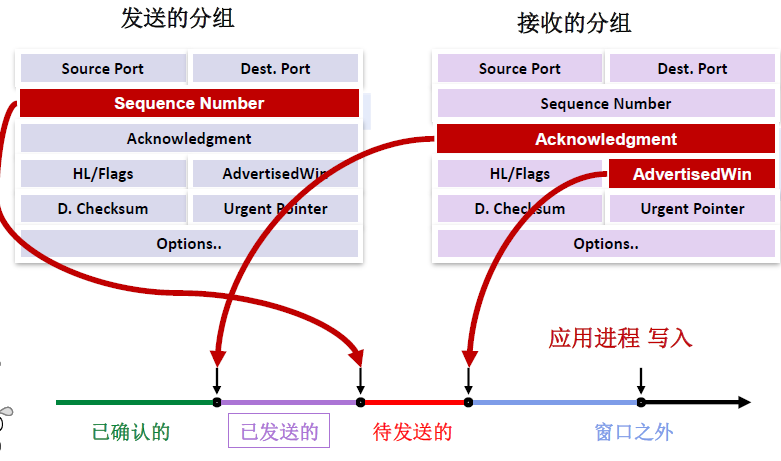 发送的分组
接收的分组
Source Port
Dest. Port
Sequence Number
Acknowledgment
HL/Flags
AdvertisedWin
D. Checksum
Urgent Pointer
Options..
Source Port
Dest. Port
Sequence Number
Acknowledgment
HL/Flags
AdvertisedWin
D. Checksum
Urgent Pointer
Options..
应用进程 写入
已确认的
已发送的
待发送的
窗口之外